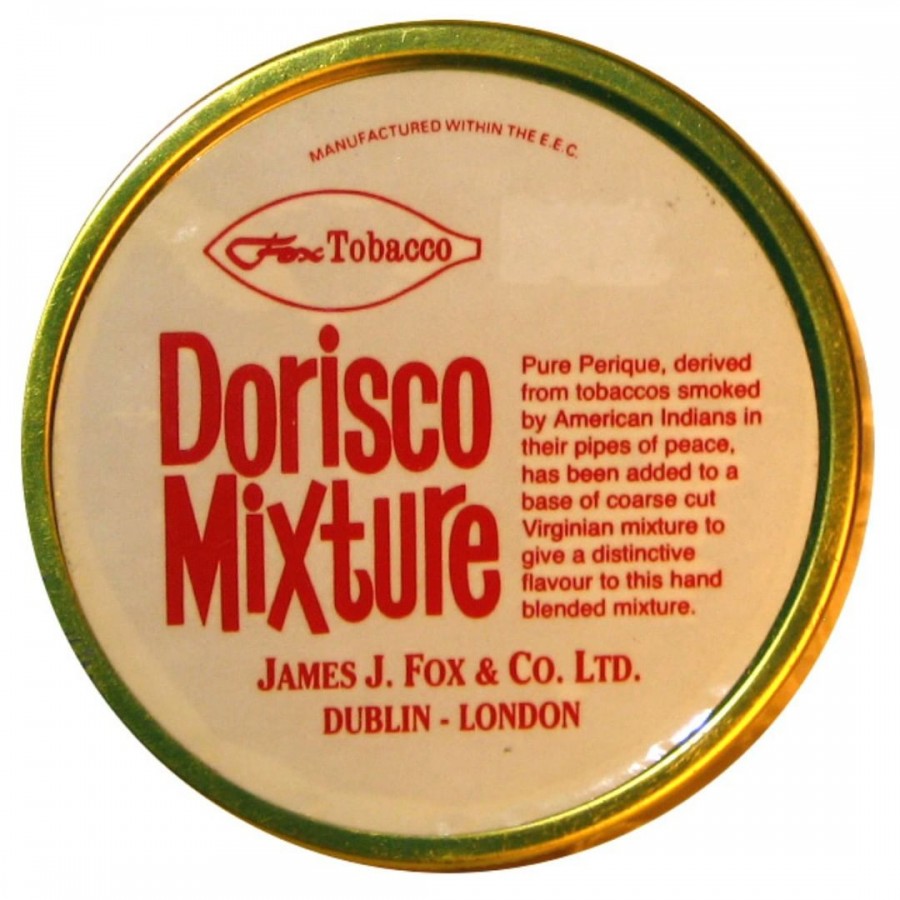 MANUFACTURED WITHIN THE E.E.C.
Fox Tobacco
Dorisco
Mixture
Pure Perique, derived
from tobaccos smoked
by American Indians in
their pipes of peace,
has been added to a
base of coarse cut
Virginian mixture to
give a distinctive
flavour to this hand
blended mixture.
JAMES J. FOX & CO. LTD.
DUBLIN - LONDON